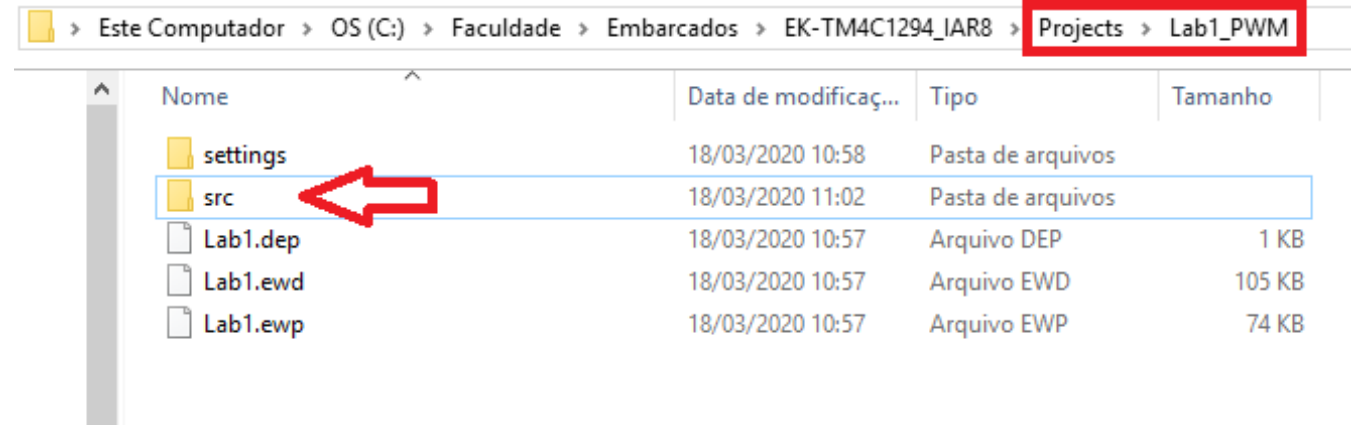 Este Computador > OS (C:) > Faculdade > Embarcados > EK-TM4C1294_IAR8 > Projects > Lab1_PWM
Nome Data de modificaç... Tipo Tamanho
settings 18/03/2020 10:58 Pasta de arquivos
src 18/03/2020 11:02 Pasta de arquivos
Lab1.dep 18/03/2020 10:57 Arquivo DEP 1 KB
Lab1.ewd 18/03/2020 10:57 Arquivo EWD 105 KB
Lab1.ewp 18/03/2020 10:57 Arquivo EWP 74 KB